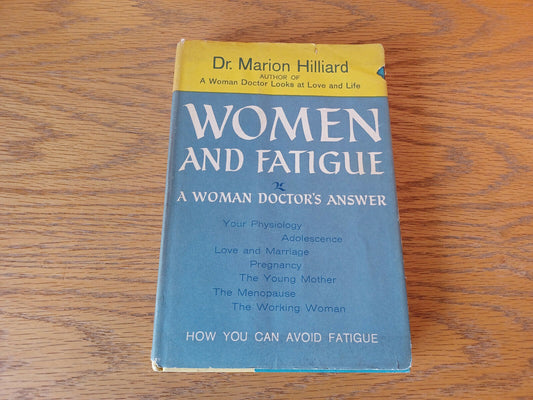 Dr. Marion Hilliard
AUTHOR OF
A Woman Doctor Looks at Love and Life
WOMEN
AND FATIGUE
A WOMAN DOCTOR'S ANSWER
Your Physiology
Adolescence
Love and Marriage
Pregnancy
The Young Mother
The Menopause
The Working Woman
HOW YOU CAN AVOID FATIGUE